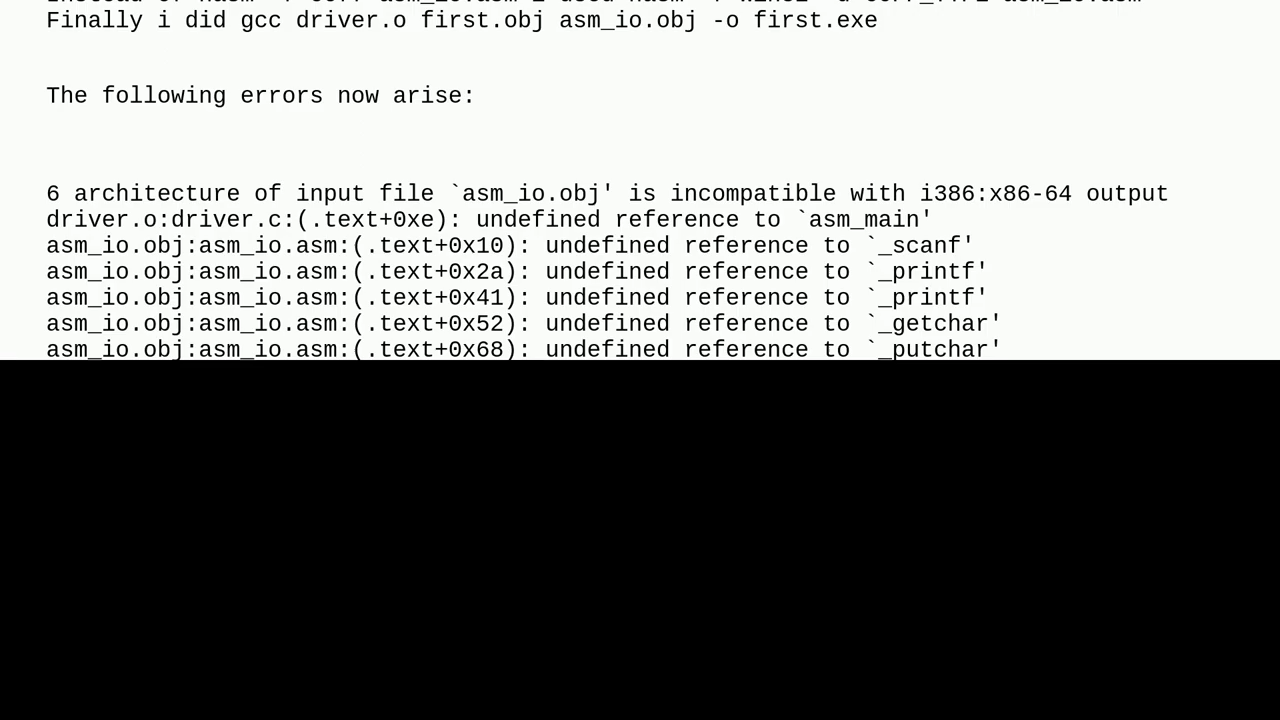 Finally i did gcc driver.o first.obj asm_io.obj -o first.exe
The following errors now arise:
6 architecture of input file `asm_io.obj' is incompatible with i386:x86-64 output
driver.o:driver.c:(.text+0xe): undefined reference to `asm_main'
asm_io.obj:asm_io.asm:(.text+0x10): undefined reference to `_scanf'
asm_io.obj:asm_io.asm:(.text+0x2a): undefined reference to `_printf'
asm_io.obj:asm_io.asm:(.text+0x41): undefined reference to `_printf'
asm_io.obj:asm_io.asm:(.text+0x52): undefined reference to `_getchar'
asm_io.obj:asm_io.asm:(.text+0x68): undefined reference to `_putchar'